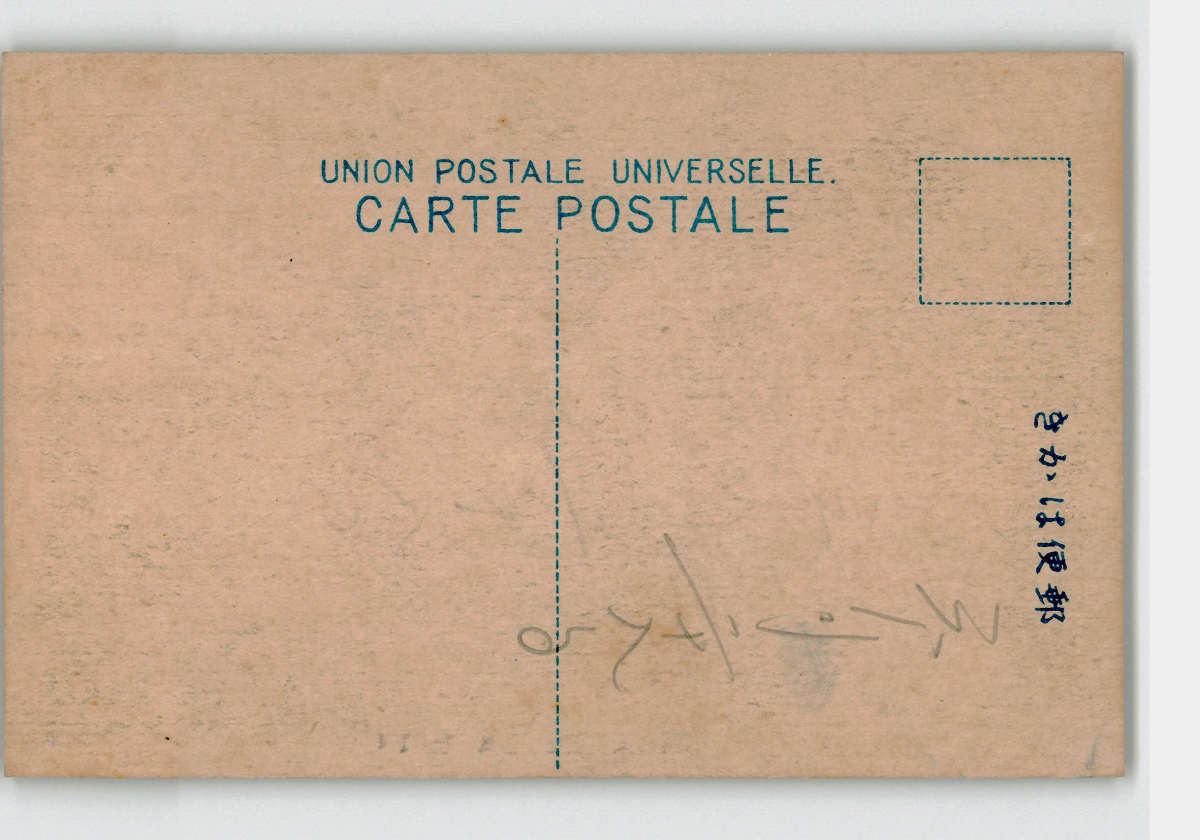 UNION POSTALE UNIVERSELLE.
CARTE POSTALE
きかは便郵